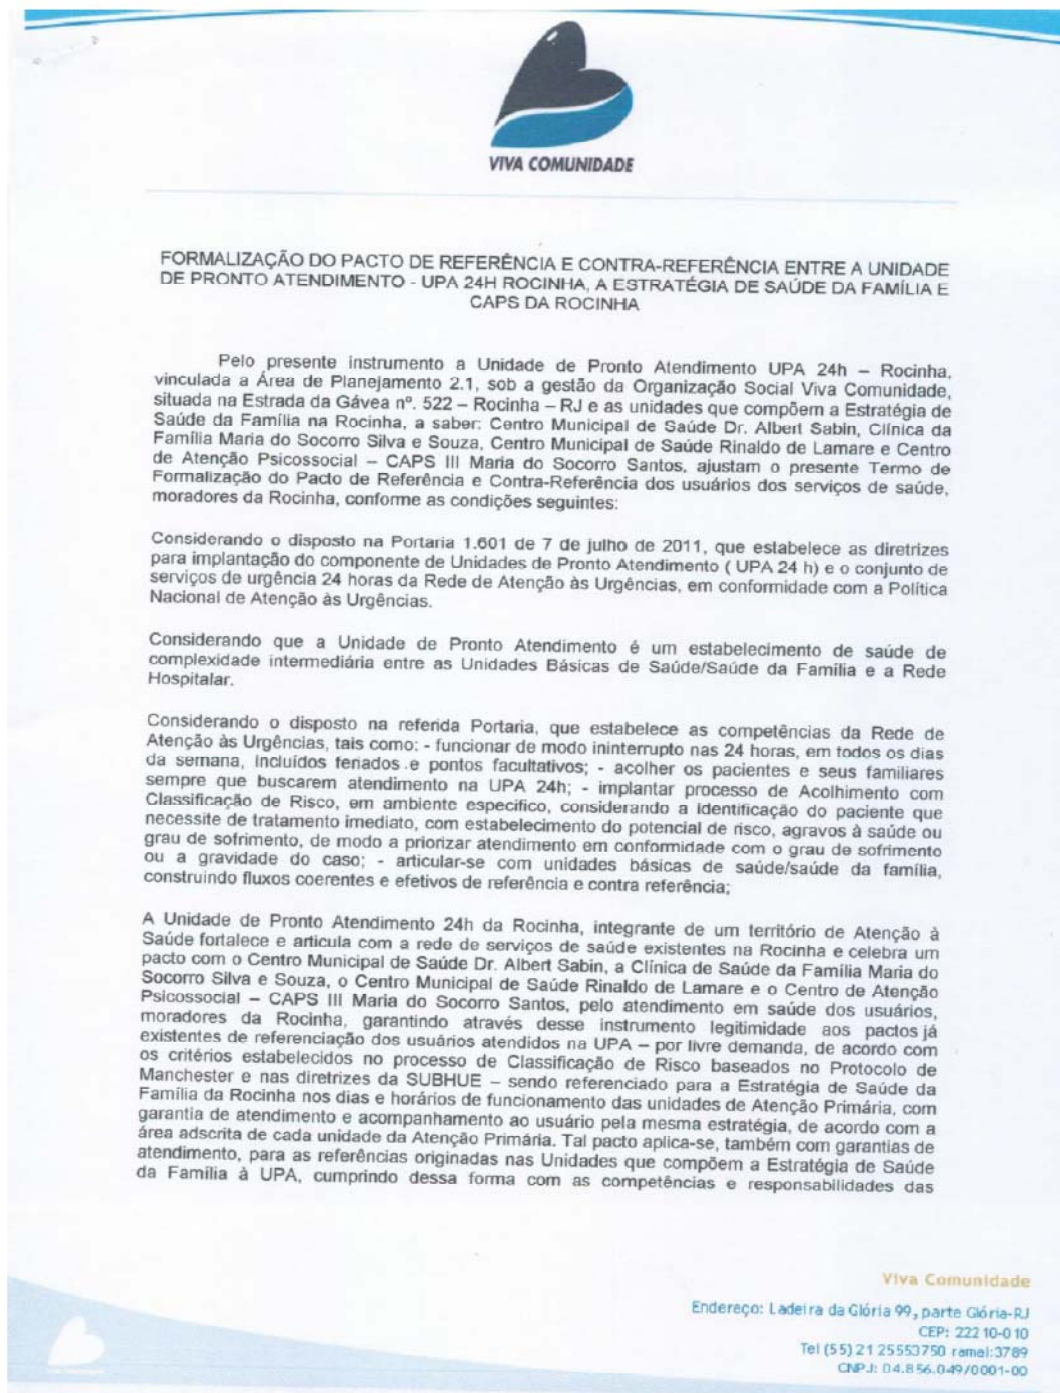 VIVA COMUNIDADE
FORMALIZAÇÃO DO PACTO DE REFERÊNCIA E CONTRA-REFERÊNCIA ENTRE A UNIDADE
DE PRONTO ATENDIMENTO - UPA 24H ROCINHA, A ESTRATÉGIA DE SAÚDE DA FAMÍLIA E
CAPS DA ROCINHA
Pelo presente instrumento a Unidade de Pronto Atendimento UPA 24h – Rocinha,
vinculada a Área de Planejamento 2.1, sob a gestão da Organização Social Viva Comunidade,
situada na Estrada da Gávea nº. 522 – Rocinha – RJ e as unidades que compõem a Estratégia de
Saúde da Família na Rocinha, a saber: Centro Municipal de Saúde Dr. Albert Sabin, Clínica da
Família Maria do Socorro Silva e Souza, Centro Municipal de Saúde Rinaldo de Lamare e Centro
de Atenção Psicossocial – CAPS III Maria do Socorro Santos, ajustam o presente Termo de
Formalização do Pacto de Referência e Contra-Referência dos usuários dos serviços de saúde,
moradores da Rocinha, conforme as condições seguintes:
Considerando o disposto na Portaria 1.601 de 7 de julho de 2011, que estabelece as diretrizes
para implantação do componente de Unidades de Pronto Atendimento ( UPA 24 h) e o conjunto de
serviços de urgência 24 horas da Rede de Atenção às Urgências, em conformidade com a Política
Nacional de Atenção às Urgências.
Considerando que a Unidade de Pronto Atendimento é um estabelecimento de saúde de
complexidade intermediária entre as Unidades Básicas de Saúde/Saúde da Família e a Rede
Hospitalar.
Considerando o disposto na referida Portaria, que estabelece as competências da Rede de
Atenção às Urgências, tais como: - funcionar de modo ininterrupto nas 24 horas, em todos os dias
da semana, incluídos feriados e pontos facultativos; - acolher os pacientes e seus familiares
sempre que buscarem atendimento na UPA 24h; - implantar processo de Acolhimento com
Classificação de Risco, em ambiente especifico, considerando a identificação do paciente que
necessite de tratamento imediato, com estabelecimento do potencial de risco, agravos à saúde ou
grau de sofrimento, de modo a priorizar atendimento em conformidade com o grau de sofrimento
ou a gravidade do caso; - articular-se com unidades básicas de saúde/saúde da família,
construindo fluxos coerentes e efetivos de referência e contra referência;
A Unidade de Pronto Atendimento 24h da Rocinha, integrante de um território de Atenção à
Saúde fortalece e articula com a rede de serviços de saúde existentes na Rocinha e celebra um
pacto com o Centro Municipal de Saúde Dr. Albert Sabin, a Clínica de Saúde da Família Maria do
Socorro Silva e Souza, o Centro Municipal de Saúde Rinaldo de Lamare e o Centro de Atenção
Psicossocial – CAPS III Maria do Socorro Santos, pelo atendimento em saúde dos usuários,
moradores da Rocinha, garantindo através desse instrumento legitimidade aos pactos já
existentes de referenciação dos usuários atendidos na UPA – por livre demanda, de acordo com
os critérios estabelecidos no processo de Classificação de Risco baseados no Protocolo de
Manchester e nas diretrizes da SUBHUE – sendo referenciado para a Estratégia de Saúde da
Família da Rocinha nos dias e horários de funcionamento das unidades de Atenção Primária, com
garantia de atendimento e acompanhamento ao usuário pela mesma estratégia, de acordo com a
área adscrita de cada unidade da Atenção Primária. Tal pacto aplica-se, também com garantias de
atendimento, para as referências originadas nas Unidades que compõem a Estratégia de Saúde
da Família à UPA, cumprindo dessa forma com as competências e responsabilidades das
Viva Comunidade
Endereço: Ladeira da Glória 99, parte Glória-RJ
CEP: 22210-010
Tel (55) 21 25553750 ramal:3789
CNPJ: 04.856.049/0001-00